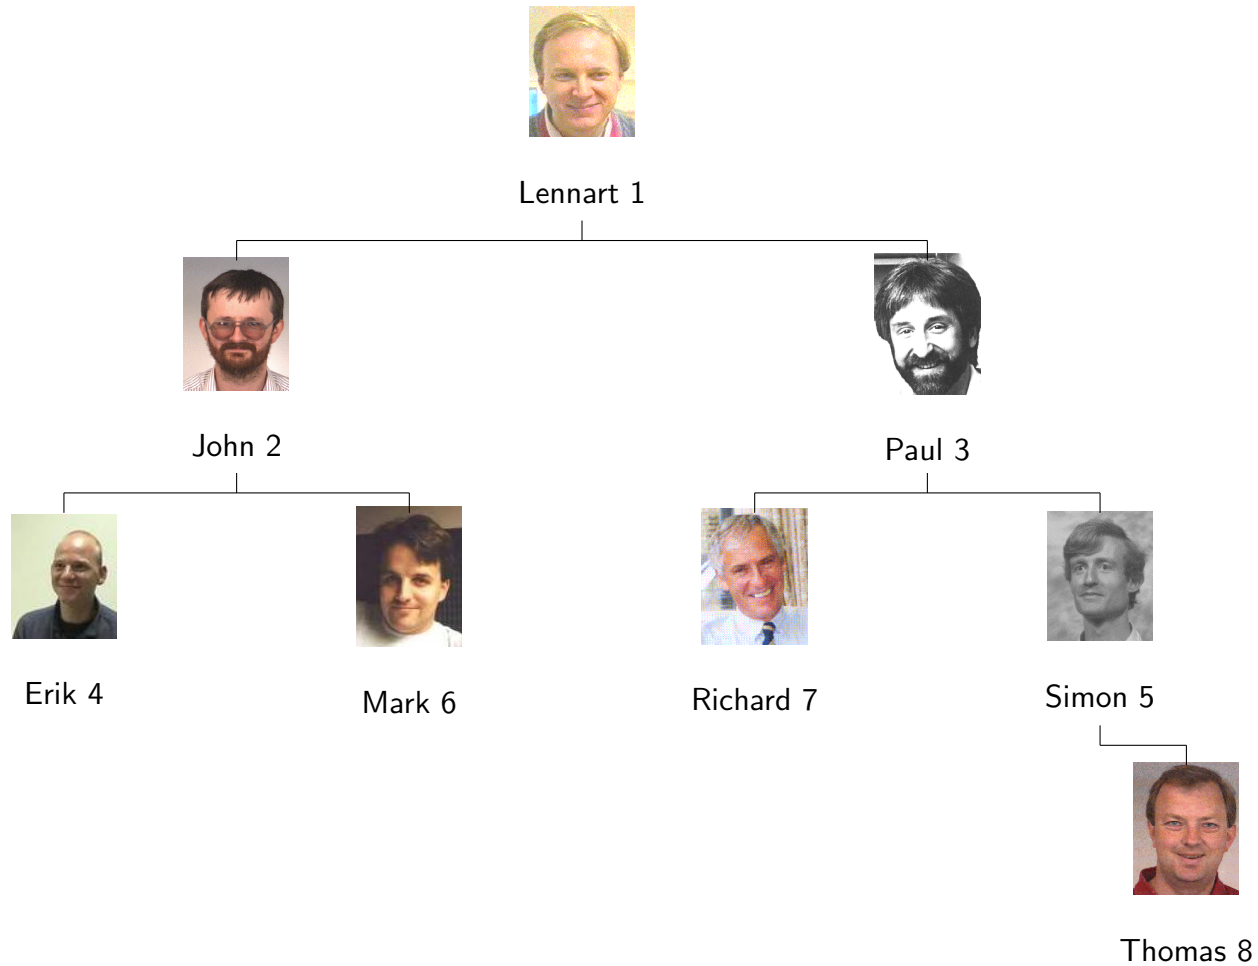 Lennart 1
John 2
Paul 3
Erik 4
Mark 6
Richard 7
Simon 5
Thomas 8